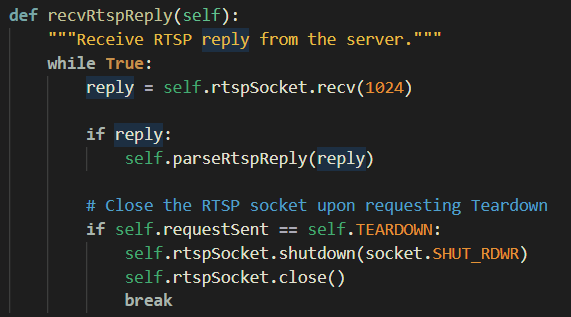 def recvRtspReply(self):
    """Receive RTSP reply from the server."""
    while True:
        reply = self.rtspSocket.recv(1024)

        if reply:
            self.parseRtspReply(reply)

        # Close the RTSP socket upon requesting Teardown
        if self.requestSent == self.TEARDOWN:
            self.rtspSocket.shutdown(socket.SHUT_RDWR)
            self.rtspSocket.close()
            break